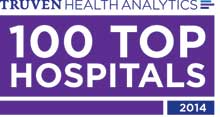 TRUVEN HEALTH ANALYTICS
100 TOP
HOSPITALS
2014